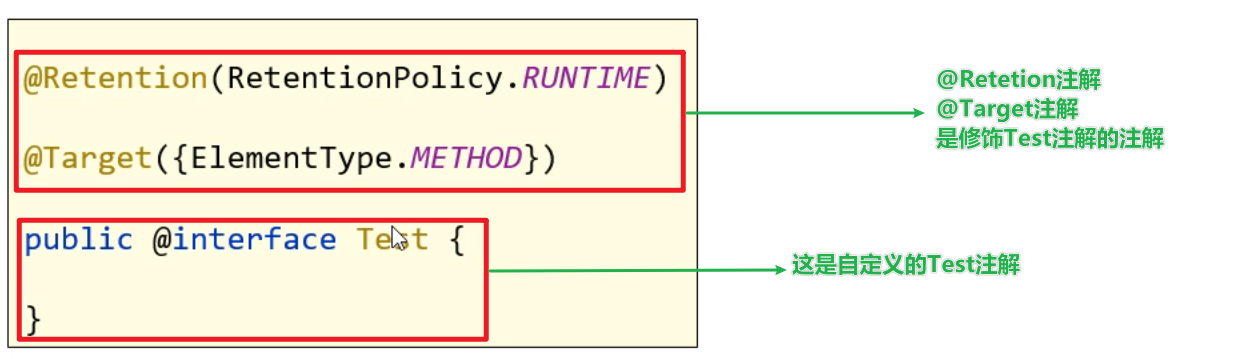 @Retention(RetentionPolicy.RUNTIME)
@Target({ElementType.METHOD})
@Retetion注解
@Target注解
是修饰Test注解的注解
public @interface Test {
}
这是自定义的Test注解